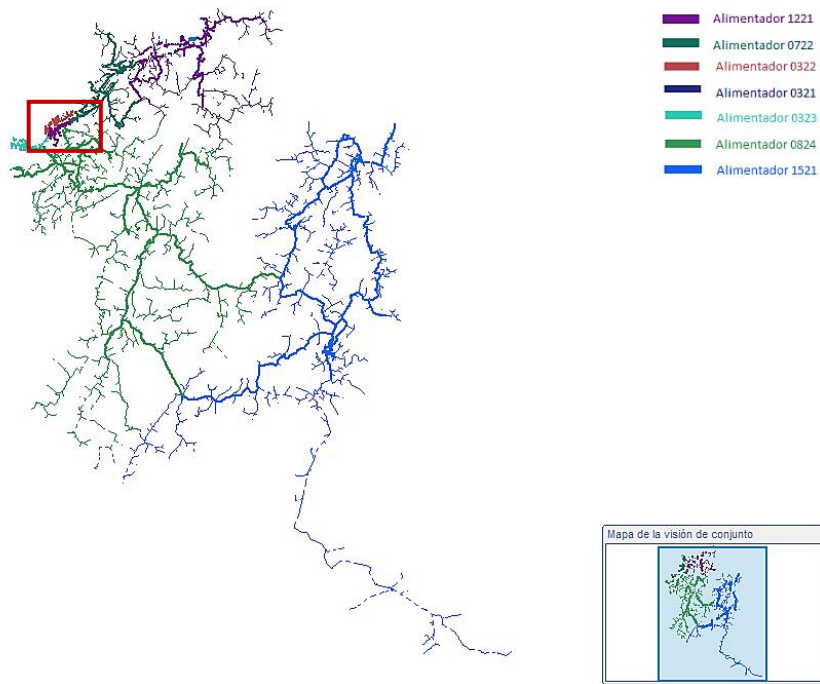 Alimentador 1221
Alimentador 0722
Alimentador 0322
Alimentador 0321
Alimentador 0323
Alimentador 0824
Alimentador 1521
Mapa de la visión de conjunto